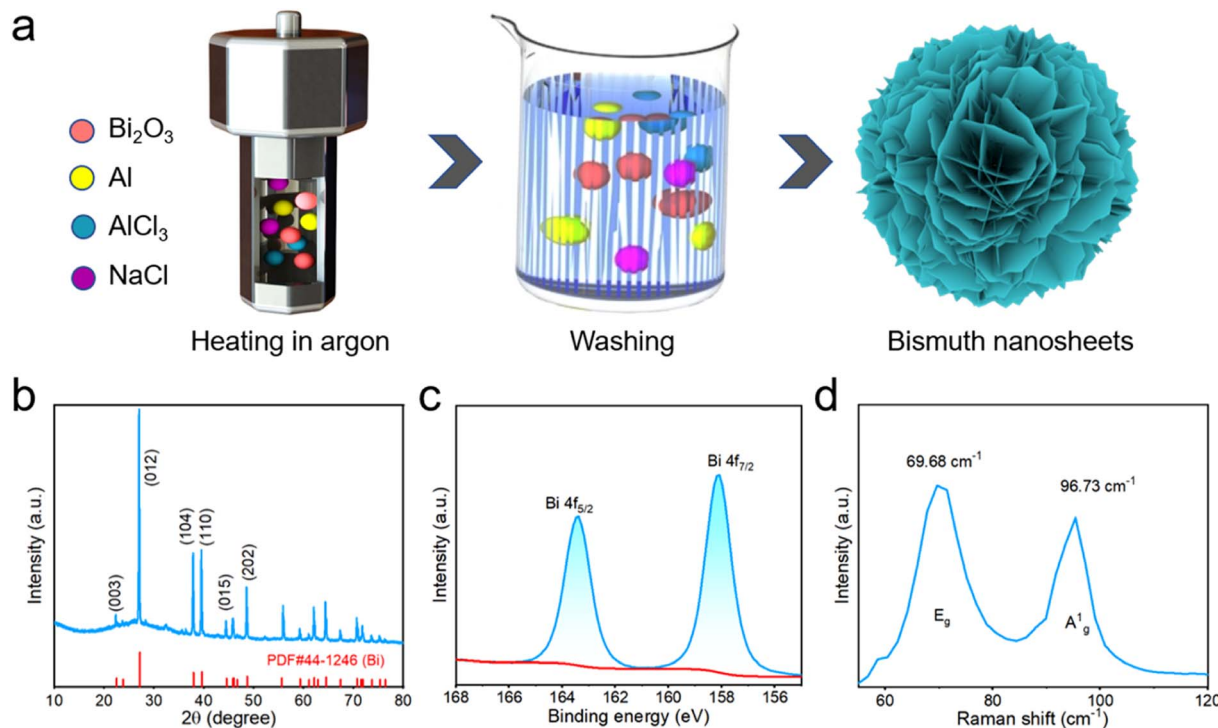 a
Bi₂O₃
Al
AlCl₃
NaCl
Heating in argon
Washing
Bismuth nanosheets
b
Intensity (a.u.)
(003)
(012)
(104)
(110)
(015)
(202)
PDF#44-1246 (Bi)
10 20 30 40 50 60 70 80
2θ (degree)
c
Intensity (a.u.)
Bi 4f₅/₂
Bi 4f₇/₂
168 166 164 162 160 158 156
Binding energy (eV)
d
Intensity (a.u.)
69.68 cm⁻¹
96.73 cm⁻¹
E_g
A¹_g
60 80 100 120
Raman shift (cm⁻¹)